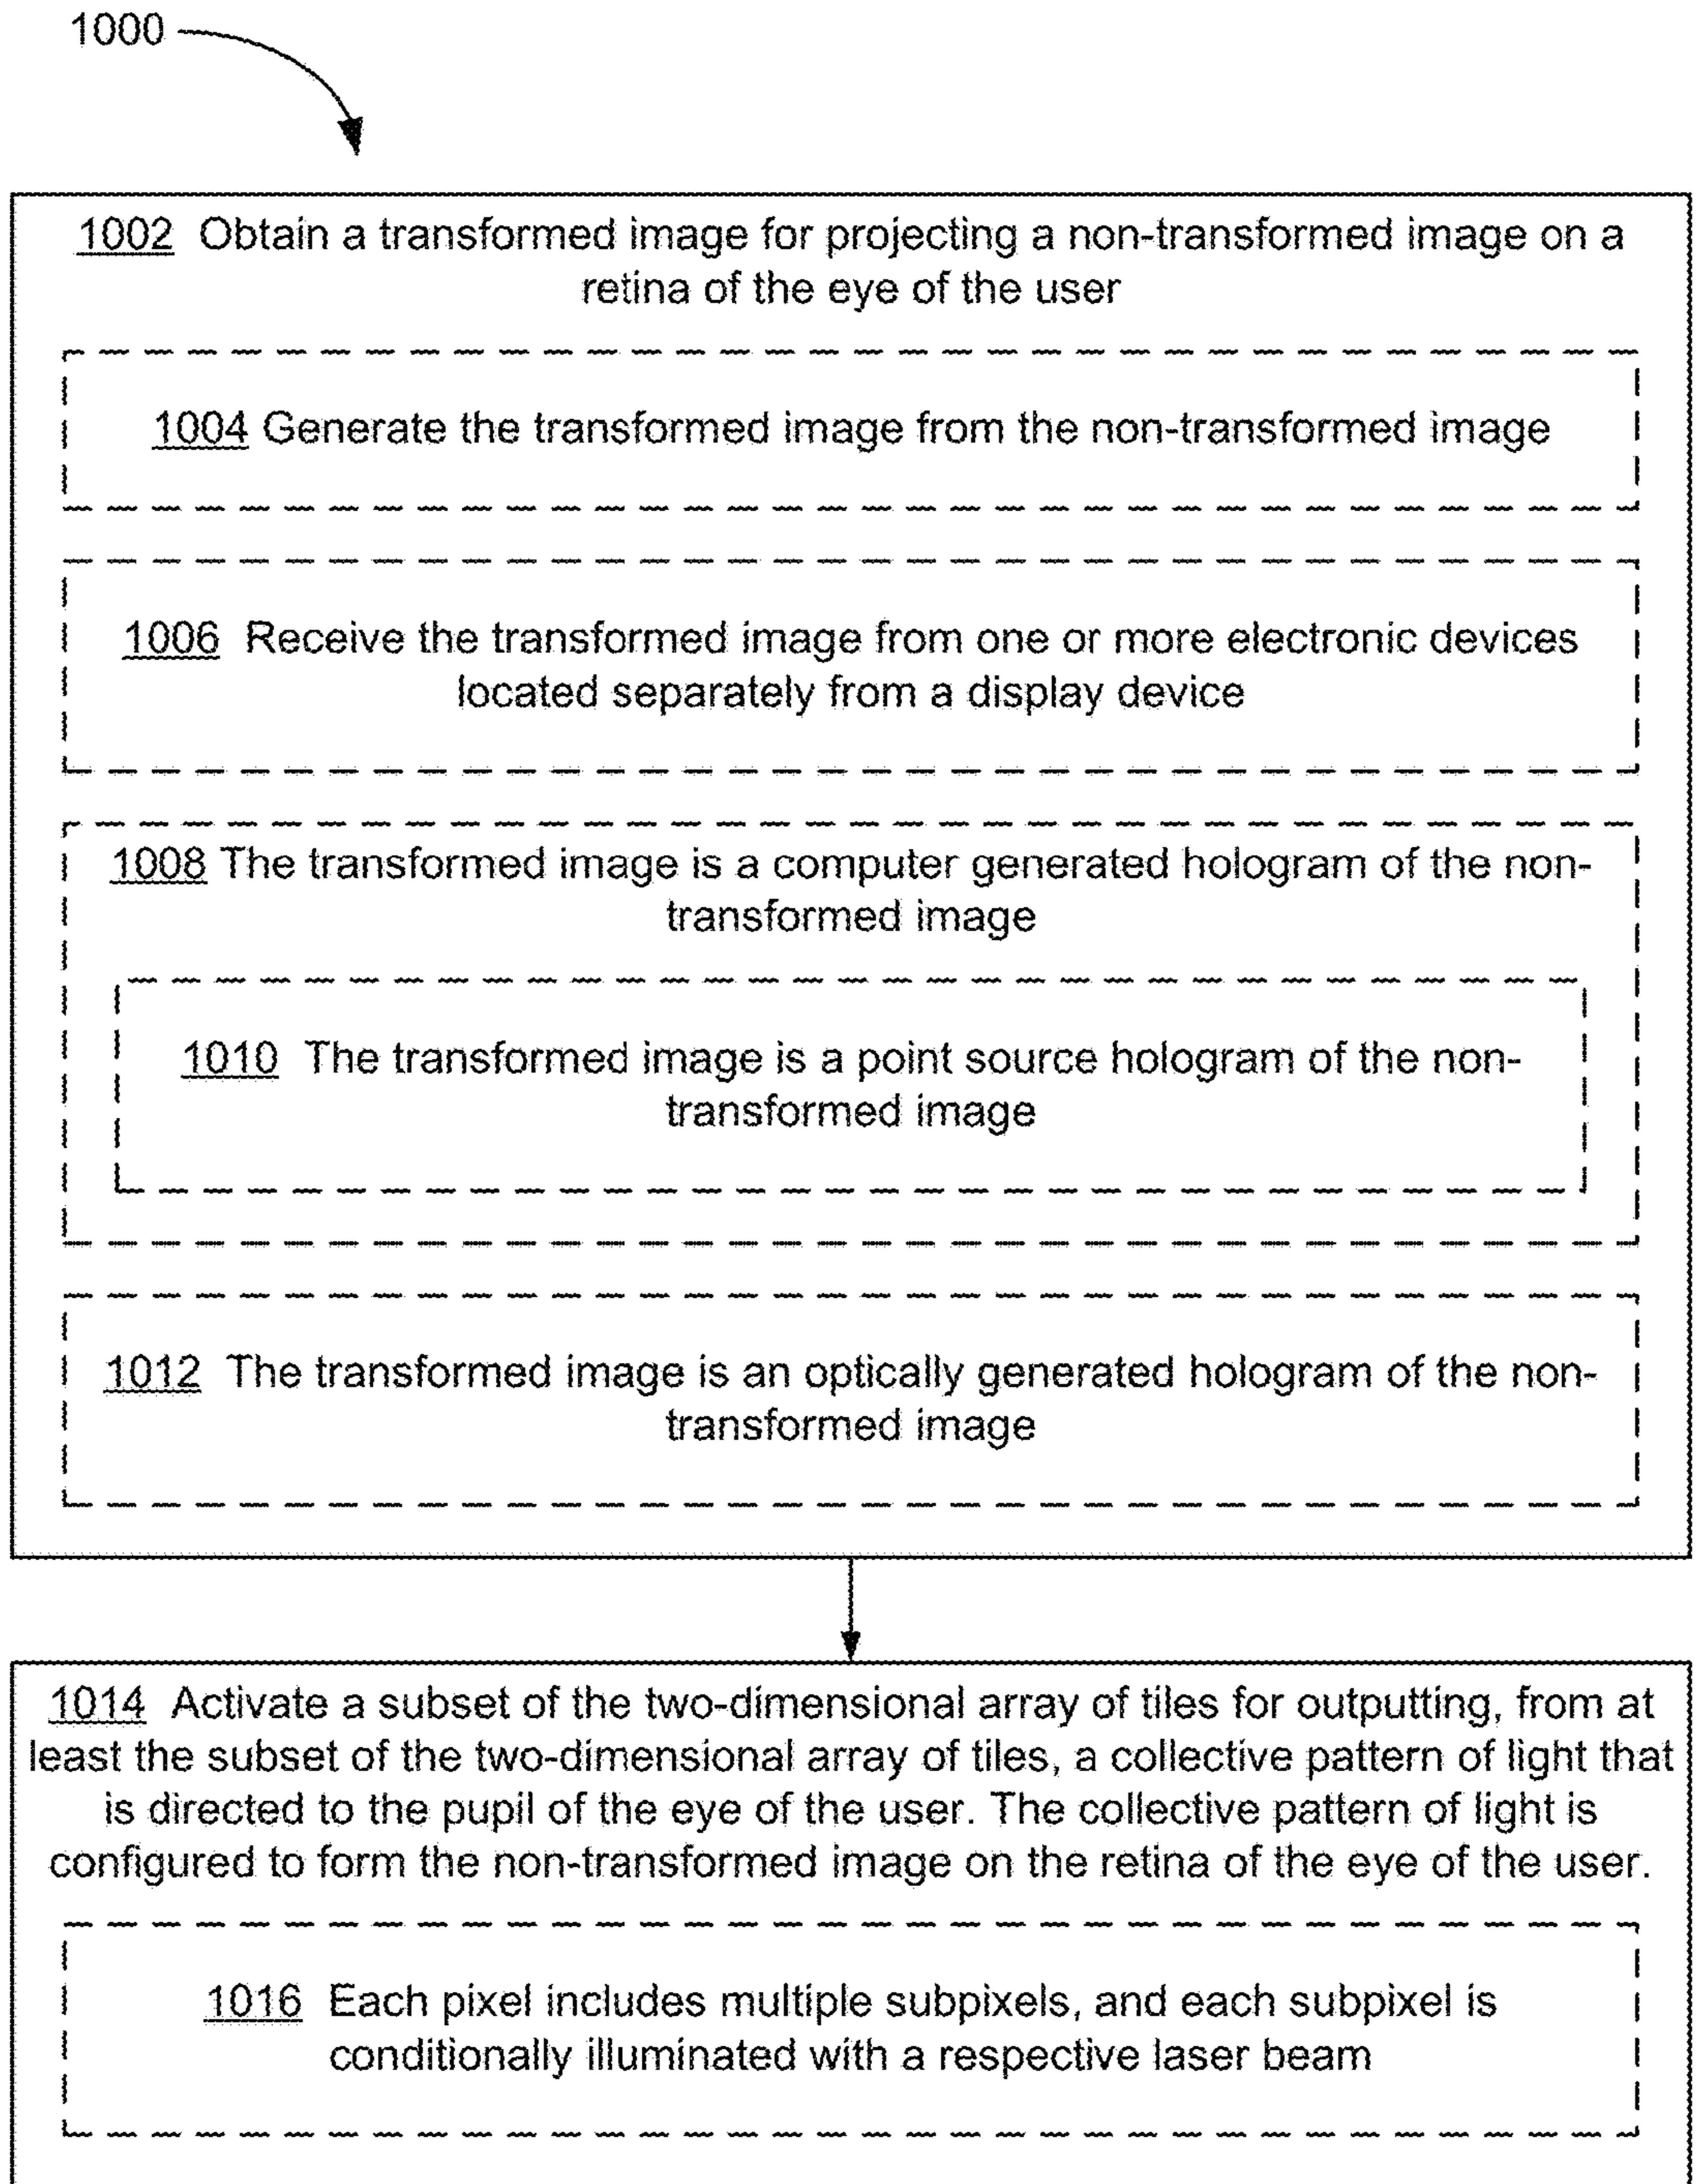 1000
1002 Obtain a transformed image for projecting a non-transformed image on a
retina of the eye of the user
1004 Generate the transformed image from the non-transformed image
1006 Receive the transformed image from one or more electronic devices
located separately from a display device
1008 The transformed image is a computer generated hologram of the non-
transformed image
1010 The transformed image is a point source hologram of the non-
transformed image
1012 The transformed image is an optically generated hologram of the non-
transformed image
1014 Activate a subset of the two-dimensional array of tiles for outputting, from at
least the subset of the two-dimensional array of tiles, a collective pattern of light that
is directed to the pupil of the eye of the user. The collective pattern of light is
configured to form the non-transformed image on the retina of the eye of the user.
1016 Each pixel includes multiple subpixels, and each subpixel is
conditionally illuminated with a respective laser beam